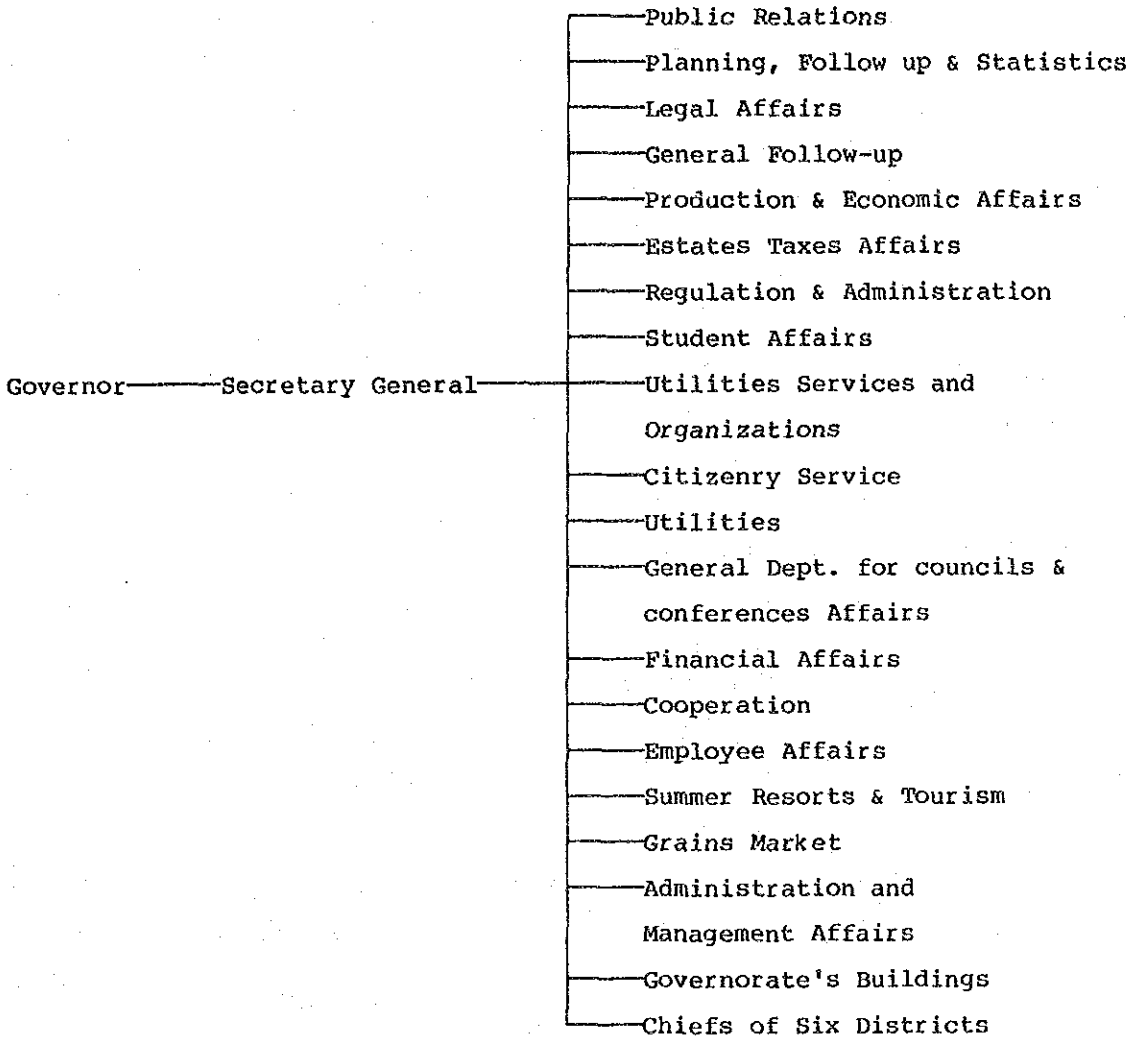 Public Relations
Planning, Follow up & Statistics
Legal Affairs
General Follow-up
Production & Economic Affairs
Estates Taxes Affairs
Regulation & Administration
Student Affairs
Governor Secretary General Utilities Services and
Organizations
Citizenry Service
Utilities
General Dept. for councils &
conferences Affairs
Financial Affairs
Cooperation
Employee Affairs
Summer Resorts & Tourism
Grains Market
Administration and
Management Affairs
Governorate's Buildings
Chiefs of Six Districts